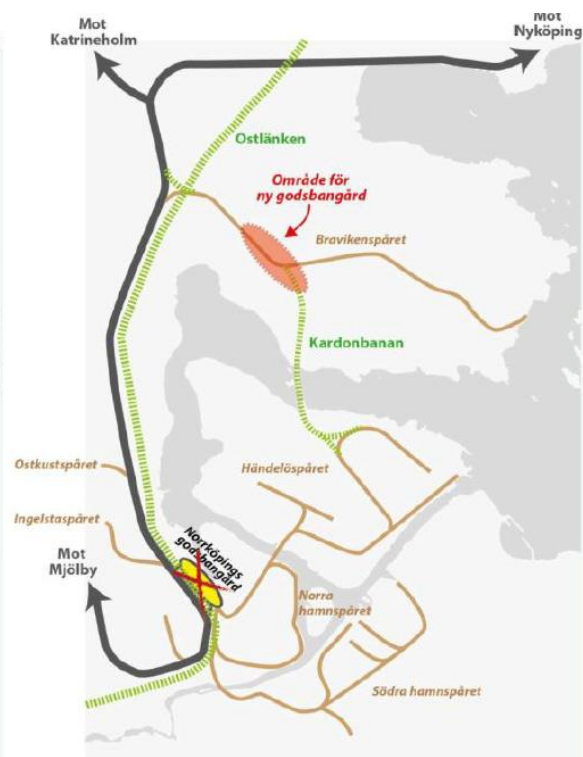 Mot
Katrineholm
Mot
Nyköping
Ostlänken
Område för
ny godsbangård
Bravikenspåret
Kardonbanan
Ostkustspåret
Händelöspåret
Ingelstaspåret
Norrköpings
godsbangård
Mot
Mjölby
Norra
hamnspåret
Södra hamnspåret